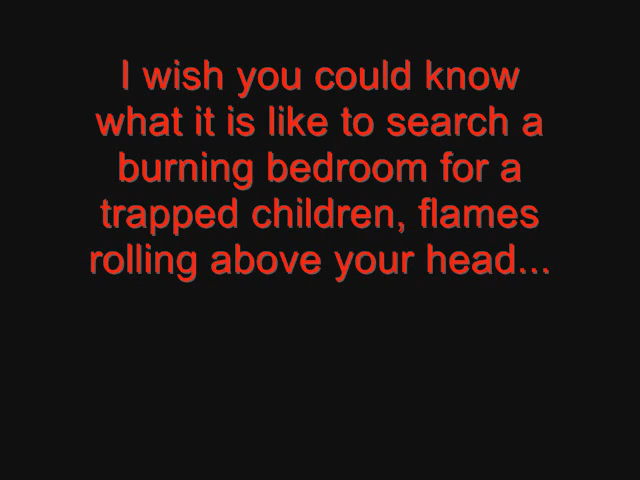 I wish you could know
what it is like to search a
burning bedroom for a
trapped children, flames
rolling above your head...